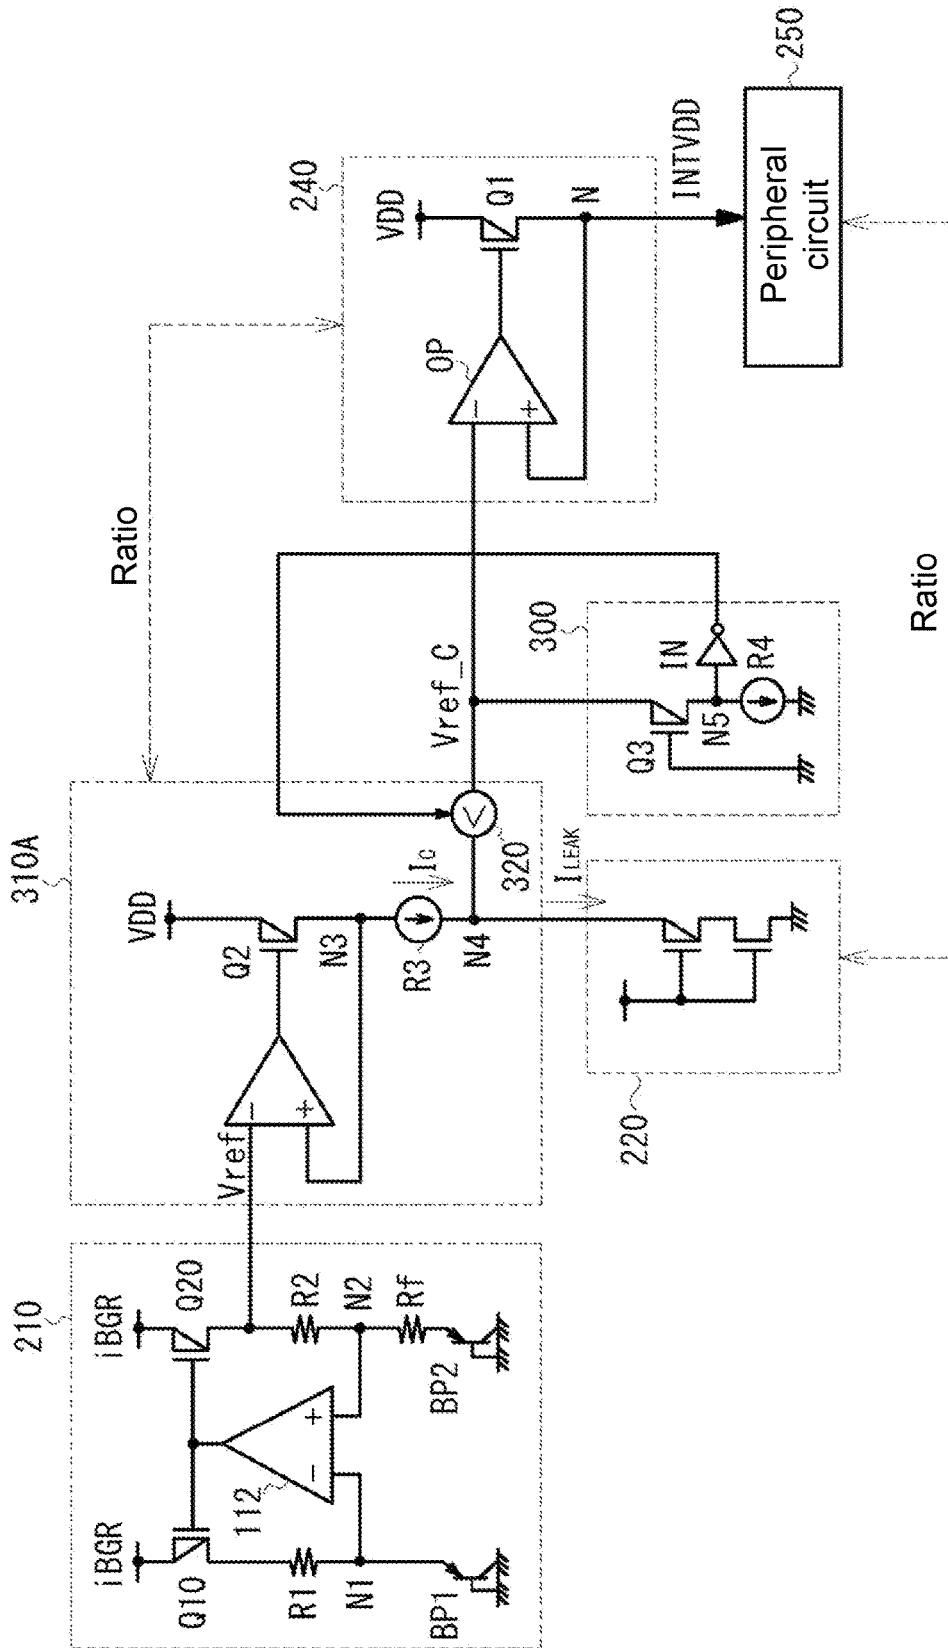 210
iBGR
iBGR
Q10
Q20
112
−
+
R1
R2
N1
N2
Rf
BP1
BP2
310A
Vref
−
+
VDD
Q2
N3
R3
IC
N4
320
<
ILEAK
220
Ratio
Vref_C
300
Q3
N5
IN
R4
240
VDD
OP
−
+
Q1
N
INTVDD
Peripheral
circuit
250
Ratio